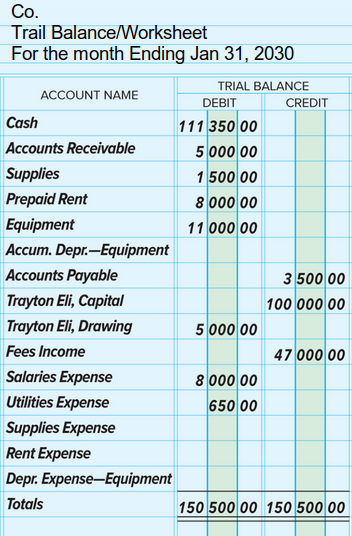 Co.
Trail Balance/Worksheet
For the month Ending Jan 31, 2030
ACCOUNT NAME
TRIAL BALANCE
DEBIT CREDIT
Cash 111 350 00
Accounts Receivable 5 000 00
Supplies 1 500 00
Prepaid Rent 8 000 00
Equipment 11 000 00
Accum. Depr.—Equipment
Accounts Payable 3 500 00
Trayton Eli, Capital 100 000 00
Trayton Eli, Drawing 5 000 00
Fees Income 47 000 00
Salaries Expense 8 000 00
Utilities Expense 650 00
Supplies Expense
Rent Expense
Depr. Expense—Equipment
Totals 150 500 00 150 500 00